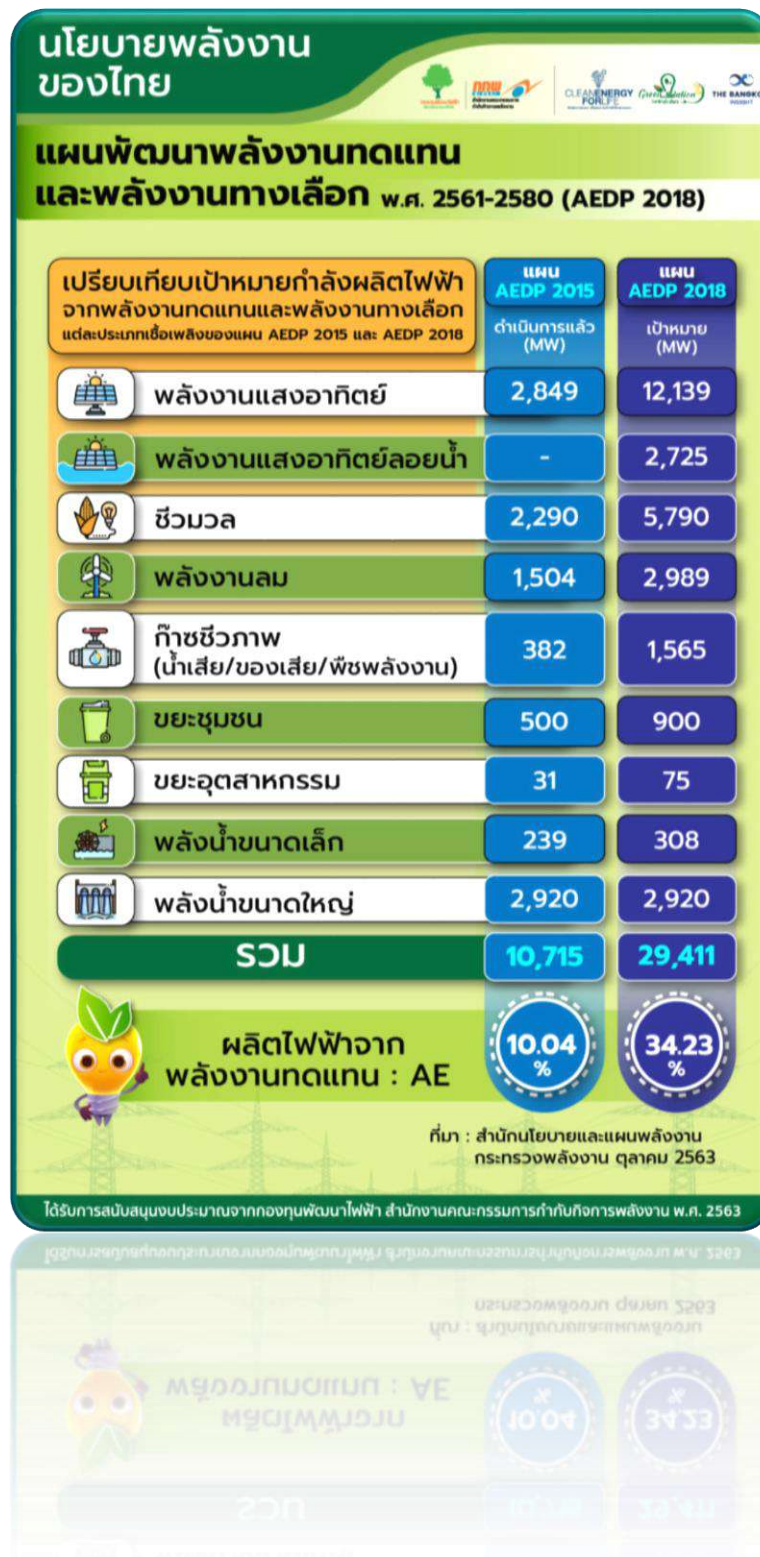 นโยบายพลังงาน
ของไทย
กกพ
CLEAN ENERGY
FOR LIFE
THE BANGKO
แผนพัฒนาพลังงานทดแทน
และพลังงานทางเลือก พ.ศ. 2561-2580 (AEDP 2018)
เปรียบเทียบเป้าหมายกำลังผลิตไฟฟ้า
จากพลังงานทดแทนและพลังงานทางเลือก
แต่ละประเภทเชื้อเพลิงของแผน AEDP 2015 และ AEDP 2018
แผน
AEDP 2015
ดำเนินการแล้ว
(MW)
แผน
AEDP 2018
เป้าหมาย
(MW)
พลังงานแสงอาทิตย์ 2,849 12,139
พลังงานแสงอาทิตย์ลอยน้ำ - 2,725
ชีวมวล 2,290 5,790
พลังงานลม 1,504 2,989
ก๊าซชีวภาพ
(น้ำเสีย/ของเสีย/พืชพลังงาน) 382 1,565
ขยะชุมชน 500 900
ขยะอุตสาหกรรม 31 75
พลังน้ำขนาดเล็ก 239 308
พลังน้ำขนาดใหญ่ 2,920 2,920
รวม 10,715 29,411
ผลิตไฟฟ้าจาก
พลังงานทดแทน : AE
10.04
%
34.23
%
ที่มา : สำนักนโยบายและแผนพลังงาน
กระทรวงพลังงาน ตุลาคม 2563
ได้รับการสนับสนุนงบประมาณจากกองทุนพัฒนาไฟฟ้า สำนักงานคณะกรรมการกำกับกิจการพลังงาน พ.ศ. 2563